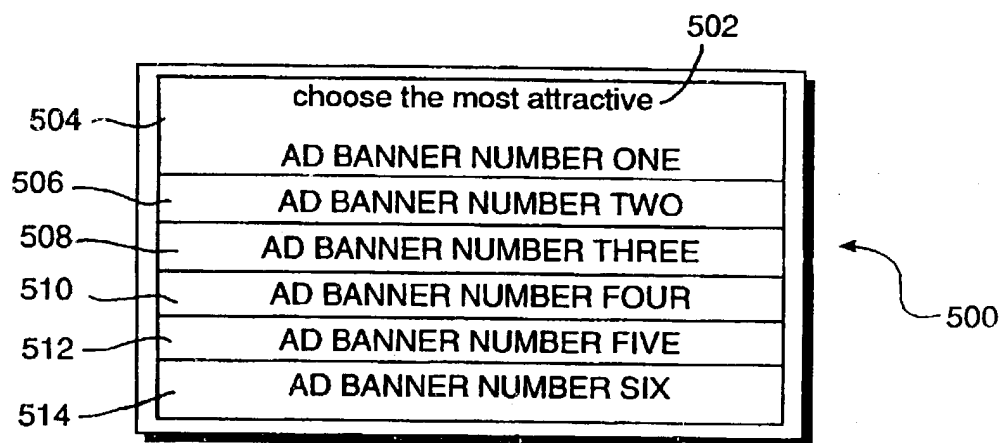 502
choose the most attractive
504
AD BANNER NUMBER ONE
506
AD BANNER NUMBER TWO
508
AD BANNER NUMBER THREE
510
AD BANNER NUMBER FOUR
500
512
AD BANNER NUMBER FIVE
514
AD BANNER NUMBER SIX